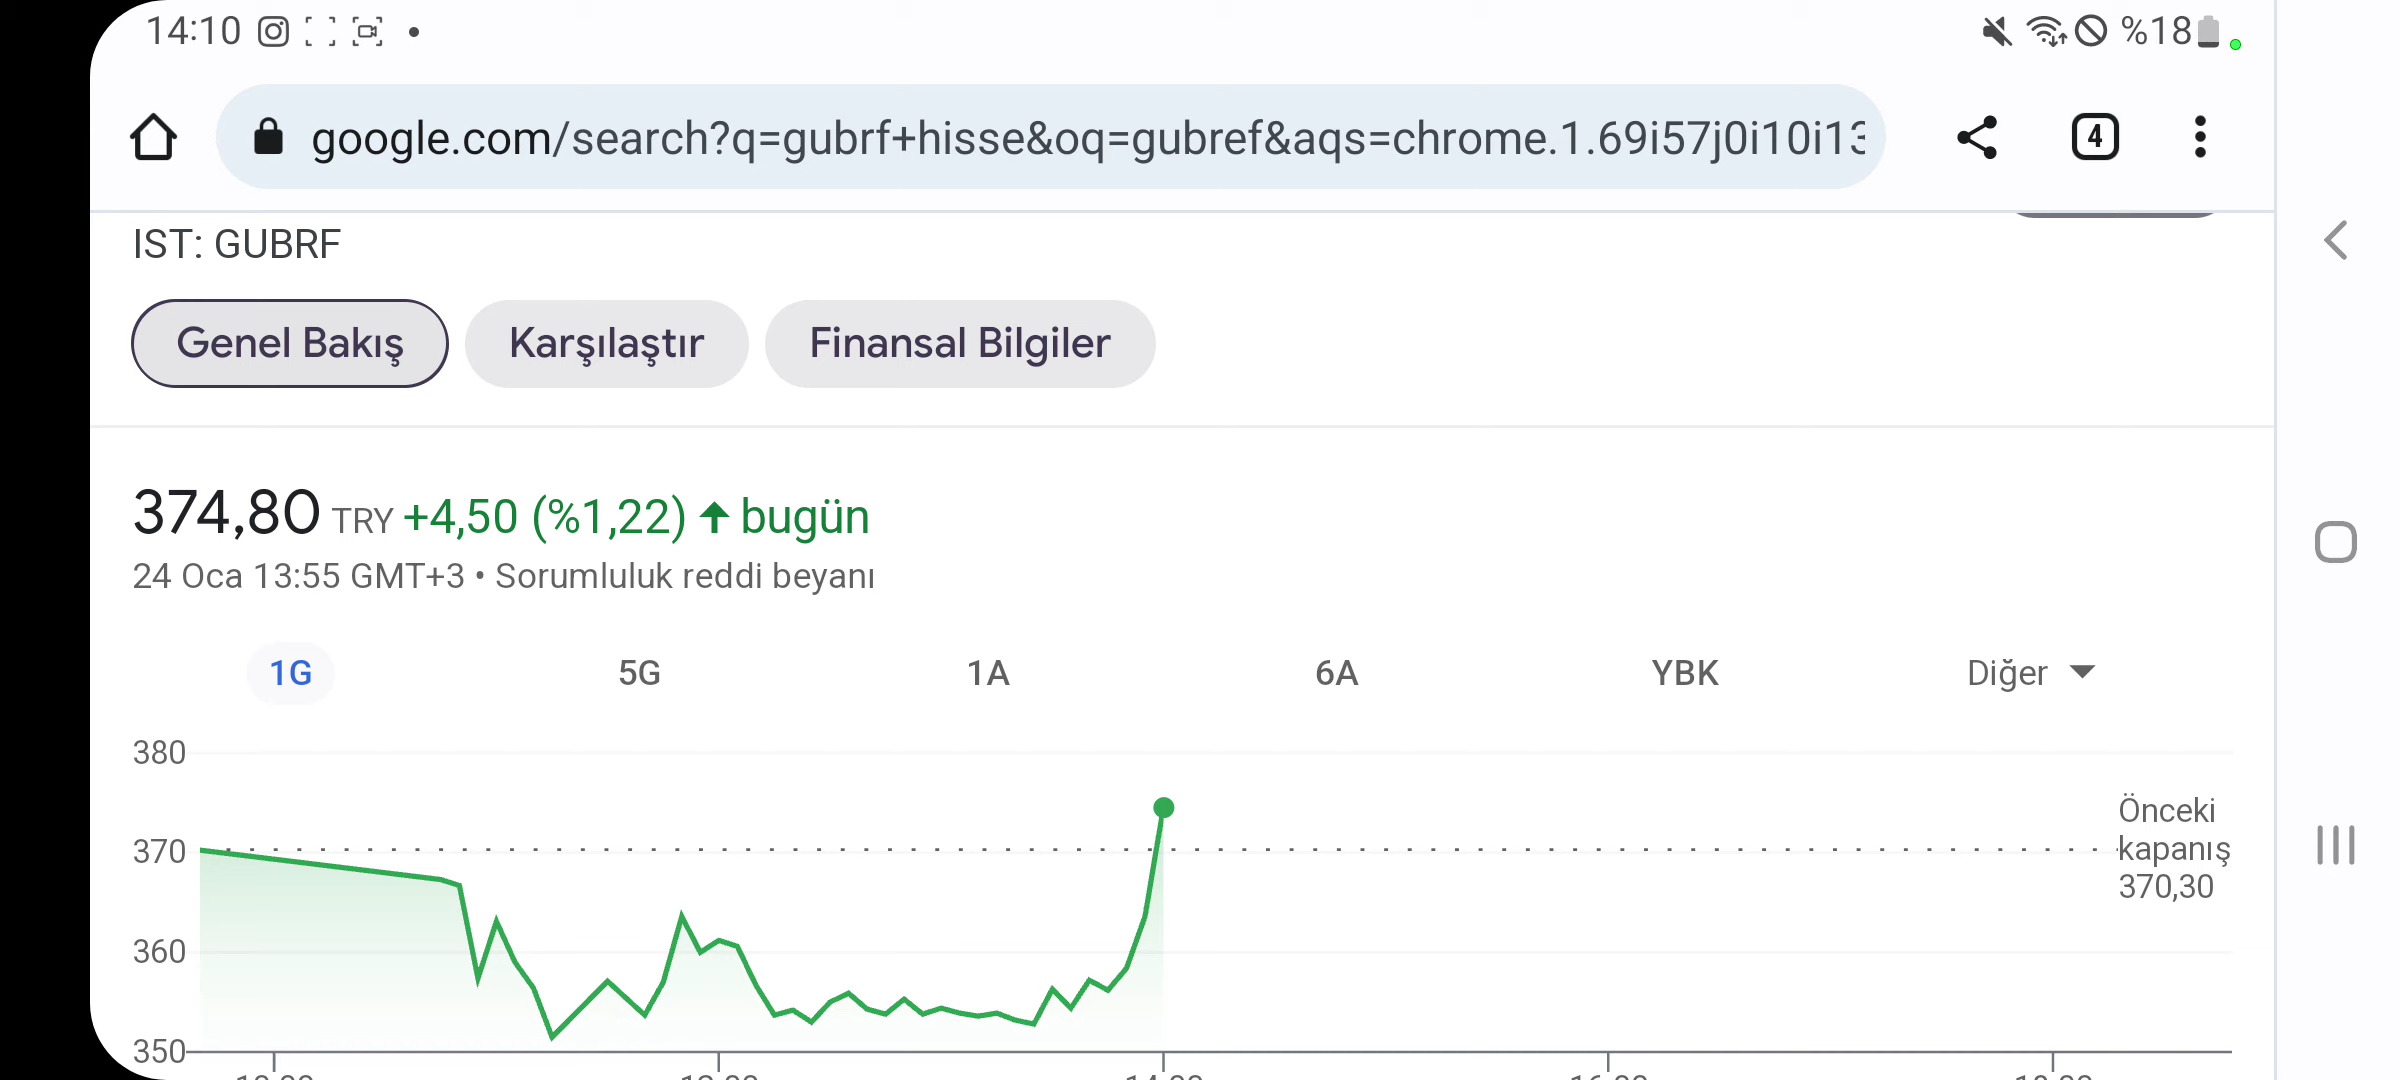 14:10
%18
google.com/search?q=gubrf+hisse&oq=gubref&aqs=chrome.1.69i57j0i10i13
4
IST: GUBRF
Genel Bakış
Karşılaştır
Finansal Bilgiler
374,80 TRY +4,50 (%1,22) bugün
24 Oca 13:55 GMT+3 • Sorumluluk reddi beyanı
1G
5G
1A
6A
YBK
Diğer
380
370
360
350
Önceki
kapanış
370,30